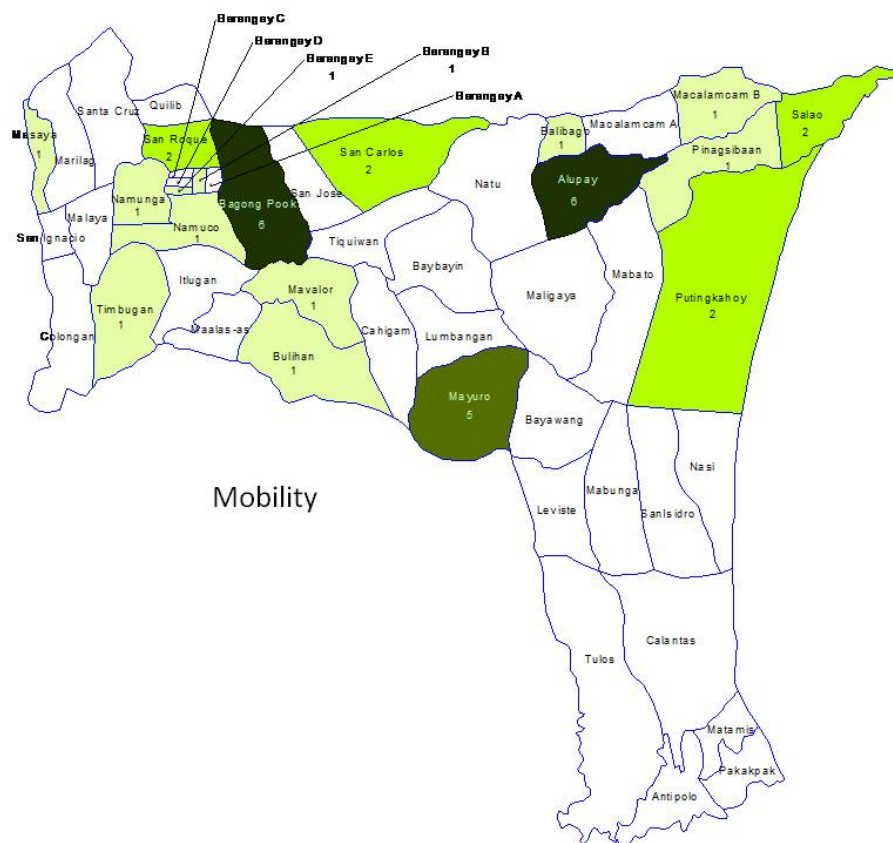 Barangay C
Barangay D
Barangay E
1
Barangay B
1
Barangay A
Quilib
Santa Cruz
Masaya
1
Marilag
San Roque
2
San Carlos
2
Natu
Balibago
1
Macalamcam A
Macalamcam B
1
Salao
2
Pinagsibaan
1
Namunga
1
Bagong Pook
6
San Jose
Alupay
6
Malaya
San Ignacio
Namuco
1
Tiquiwan
Baybayin
Mabato
Itlugan
Mavalor
1
Maligaya
Putingkahoy
2
Timbugan
1
Colongan
Maalas-as
Cahigam
Lumbangan
Bulihan
1
Mayuro
5
Bayawang
Mobility
Leviste
Mabunga
SanIsidro
Nasi
Tulos
Calantas
Matamis
Pakakpak
Antipolo